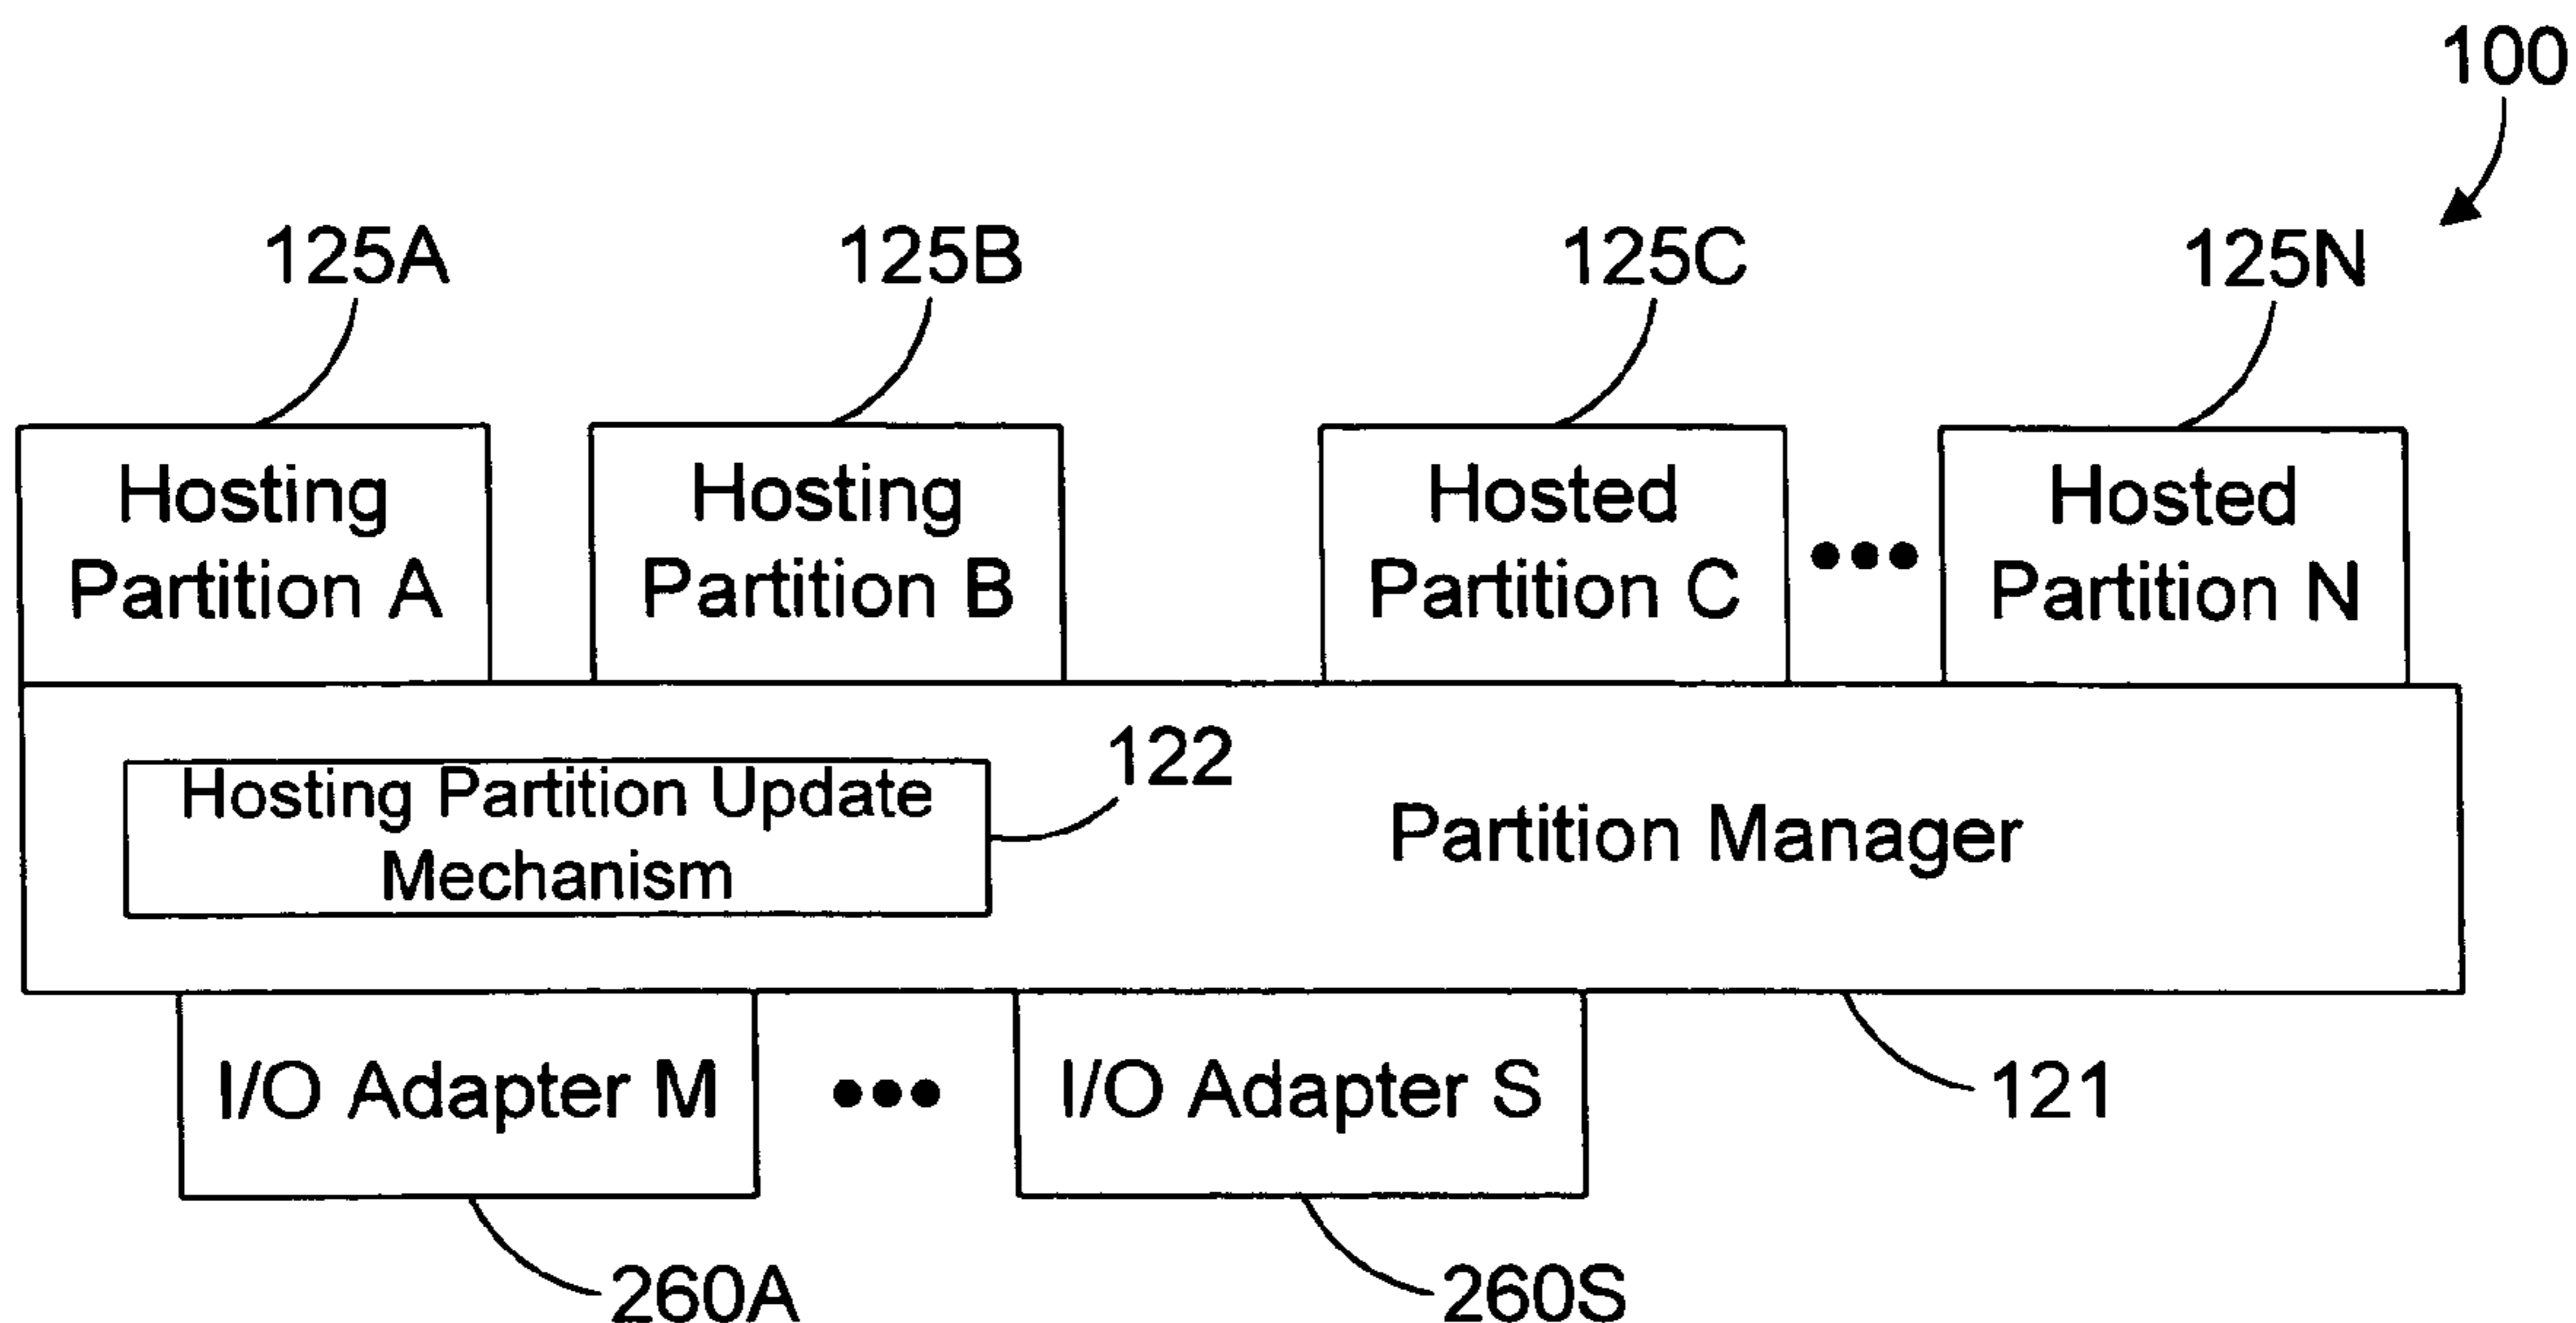 100
125A
125B
125C
125N
Hosting
Partition A
Hosting
Partition B
Hosted
Partition C
Hosted
Partition N
122
Hosting Partition Update
Mechanism
Partition Manager
I/O Adapter M
I/O Adapter S
121
260A
260S